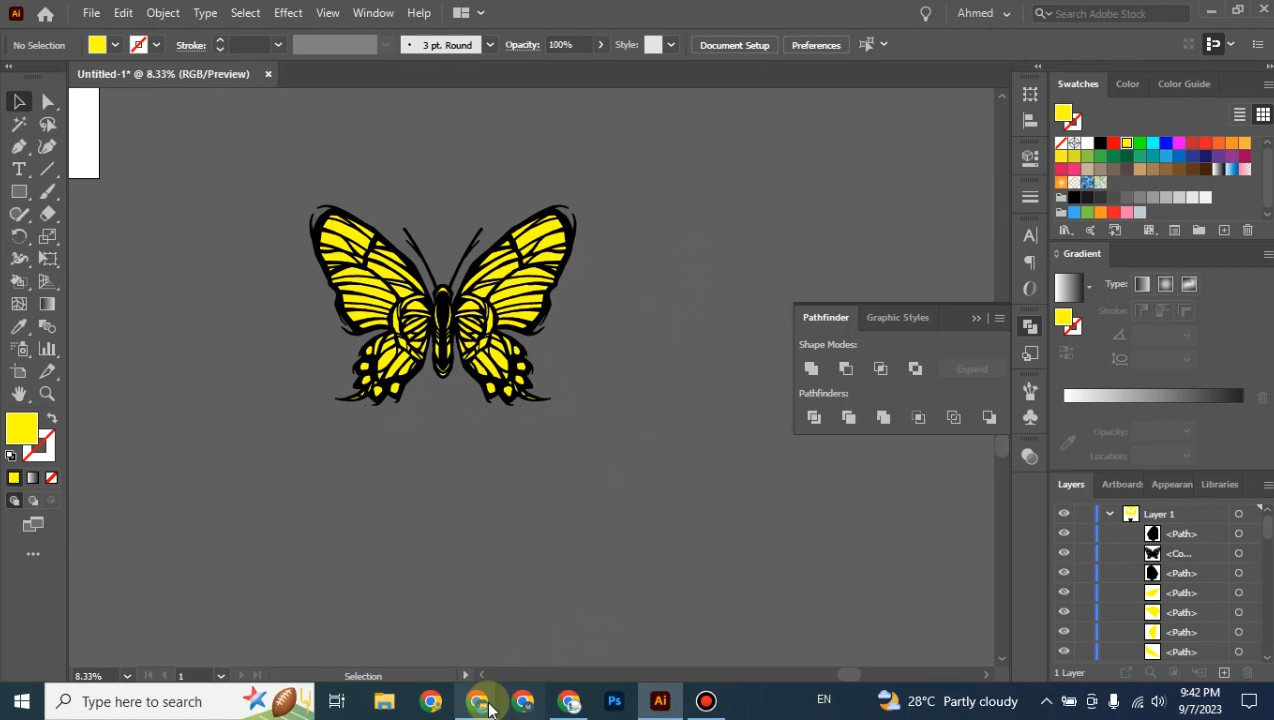 Ai File Edit Object Type Select Effect View Window Help Ahmed Search Adobe Stock
No Selection Stroke: 3 pt. Round Opacity: 100% Style: Document Setup Preferences
Untitled-1* @ 8.33% (RGB/Preview) ×
Swatches Color Color Guide
Gradient
Type:
Stroke:
Pathfinder Graphic Styles
Shape Modes:
Expand
Pathfinders:
Opacity:
Location:
Layers Artboards Appearan Libraries
Layer 1
<Path>
<Co...
<Path>
<Path>
<Path>
<Path>
<Path>
1 Layer
8.33% 1 Selection
Type here to search Ps Ai EN 28°C Partly cloudy 9:42 PM
9/7/2023